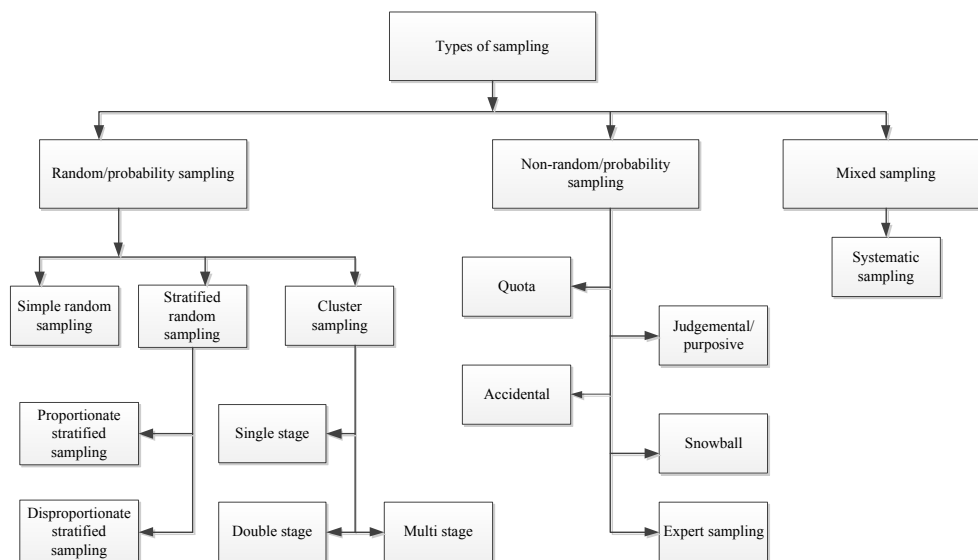 Types of sampling
Random/probability sampling
Non-random/probability
sampling
Mixed sampling
Simple random
sampling
Stratified
random
sampling
Cluster
sampling
Quota
Systematic
sampling
Judgemental/
purposive
Accidental
Proportionate
stratified
sampling
Single stage
Snowball
Disproportionate
stratified
sampling
Double stage
Multi stage
Expert sampling